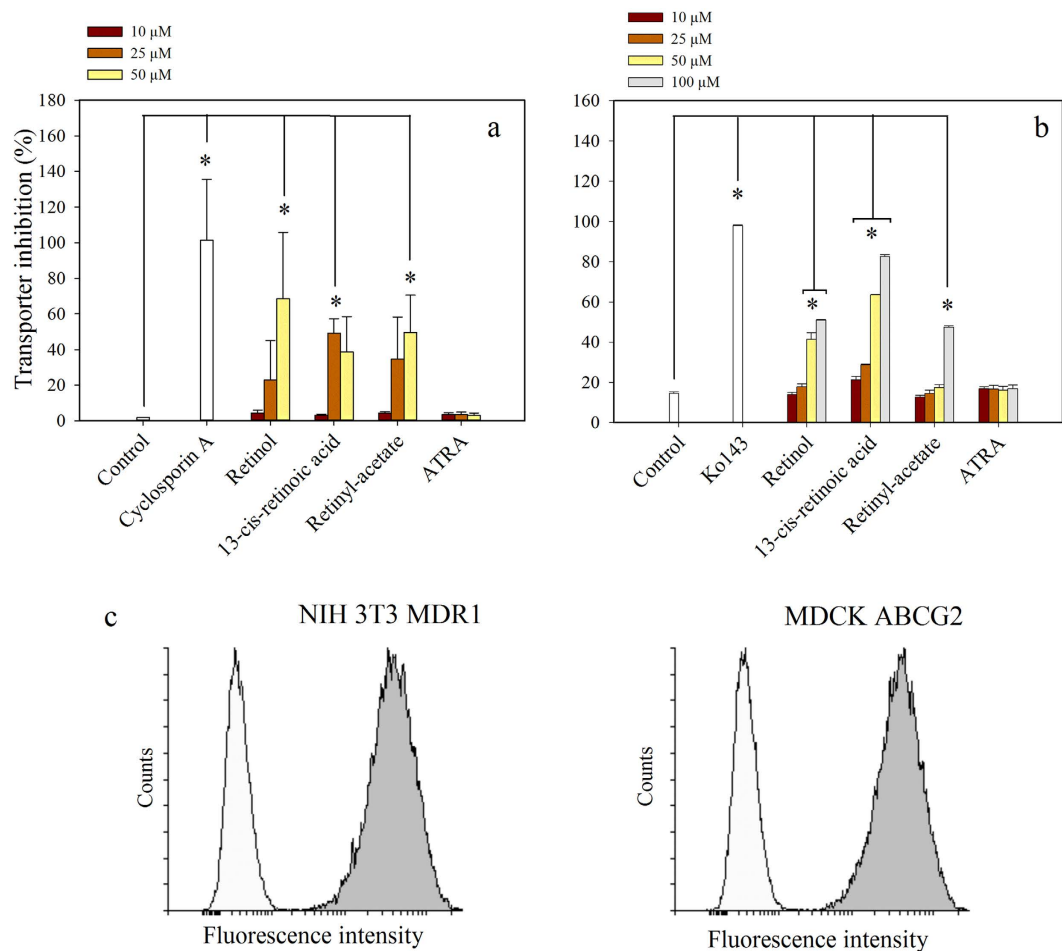 10 µM
25 µM
50 µM
180
160
140
120
100
80
60
40
20
0
Transporter inhibition (%)
a
*
*
*
*
Control
Cyclosporin A
Retinol
13-cis-retinoic acid
Retinyl-acetate
ATRA
10 µM
25 µM
50 µM
100 µM
160
140
120
100
80
60
40
20
0
b
*
*
*
*
Control
Ko143
Retinol
13-cis-retinoic acid
Retinyl-acetate
ATRA
c
NIH 3T3 MDR1
Counts
Fluorescence intensity
MDCK ABCG2
Counts
Fluorescence intensity